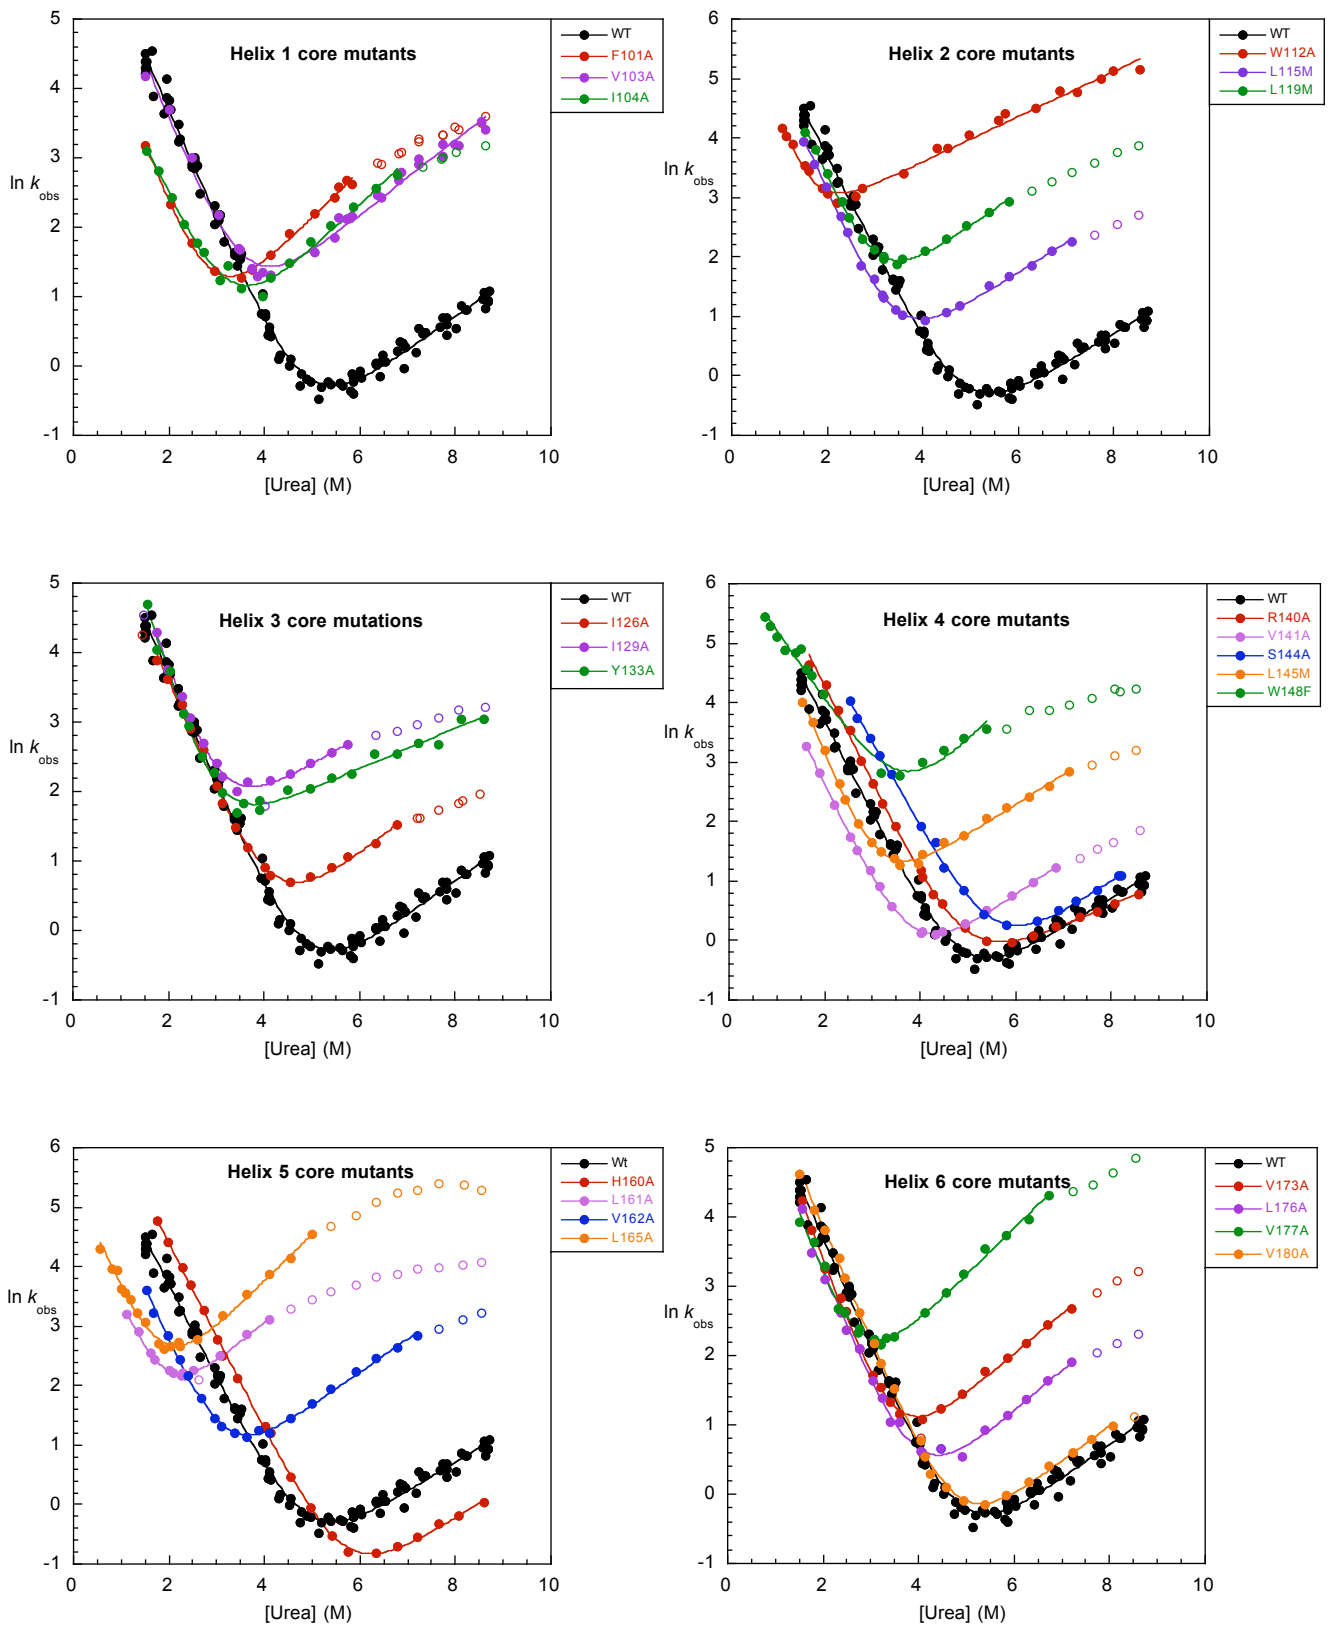 Helix 1 core mutants
WT
F101A
V103A
I104A
ln k obs
5
4
3
2
1
0
-1
0 2 4 6 8 10
[Urea] (M)
Helix 2 core mutants
WT
W112A
L115M
L119M
ln k obs
6
5
4
3
2
1
0
-1
0 2 4 6 8 10
[Urea] (M)
Helix 3 core mutations
WT
I126A
I129A
Y133A
ln k obs
5
4
3
2
1
0
-1
0 2 4 6 8 10
[Urea] (M)
Helix 4 core mutants
WT
R140A
V141A
S144A
L145M
W148F
ln k obs
6
5
4
3
2
1
0
-1
0 2 4 6 8 10
[Urea] (M)
Helix 5 core mutants
Wt
H160A
L161A
V162A
L165A
ln k obs
6
5
4
3
2
1
0
-1
0 2 4 6 8 10
[Urea] (M)
Helix 6 core mutants
WT
V173A
L176A
V177A
V180A
ln k obs
5
4
3
2
1
0
-1
0 2 4 6 8 10
[Urea] (M)